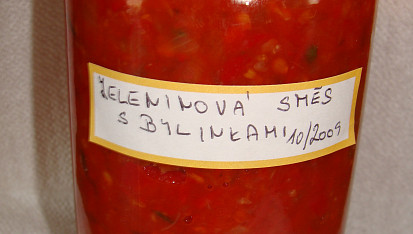 ZELENINOVÁ SMĚS
S BYLINKAMI 10/2009